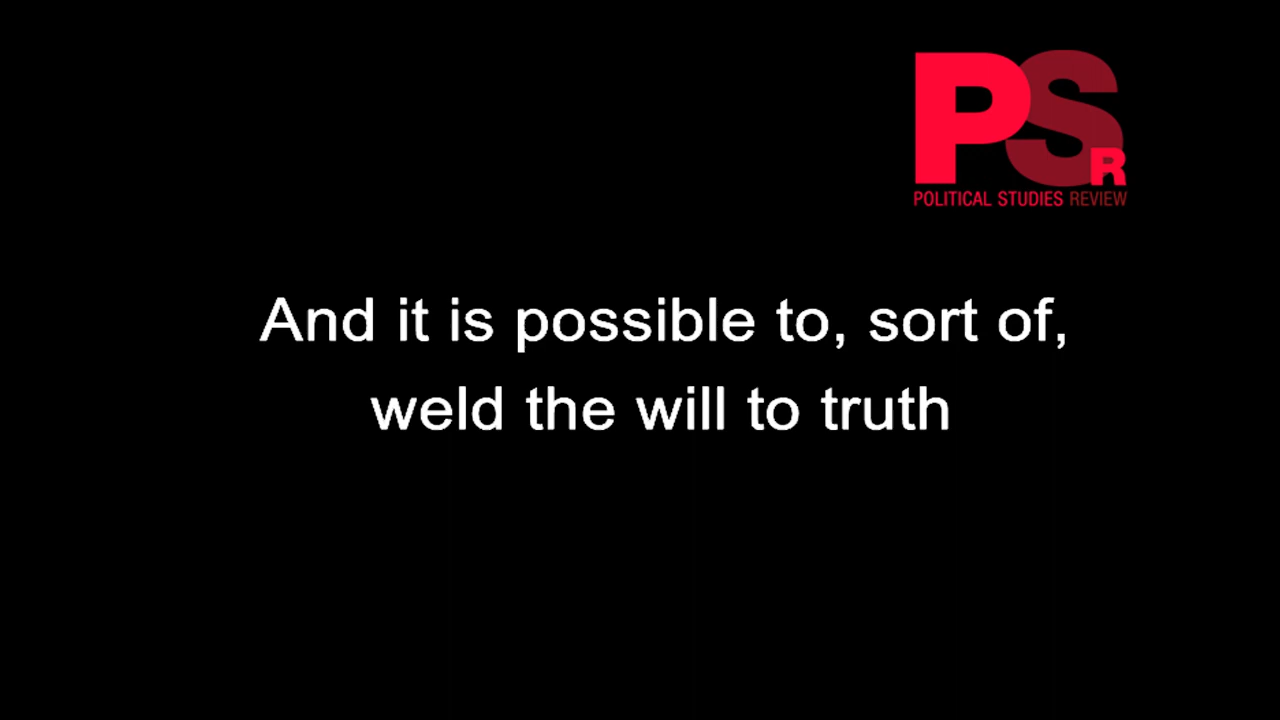 PSR
POLITICAL STUDIES REVIEW
And it is possible to, sort of,
weld the will to truth